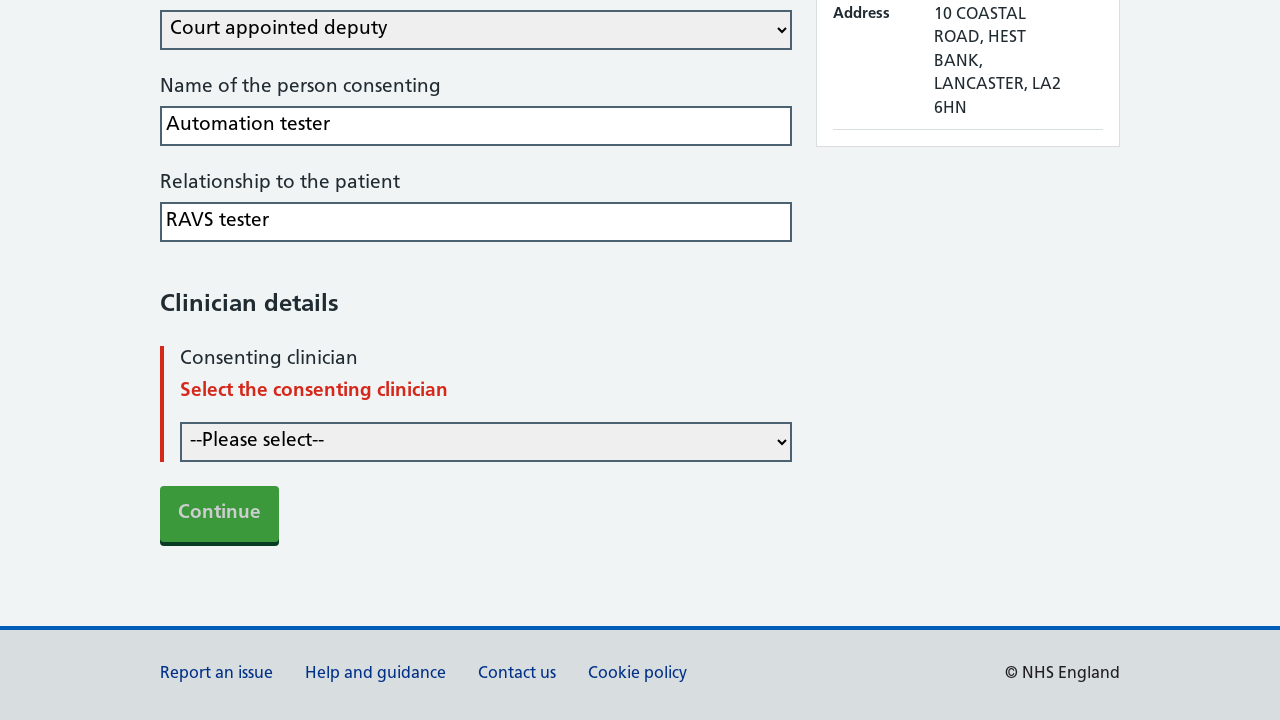 Court appointed deputy
Name of the person consenting
Automation tester
Relationship to the patient
RAVS tester
Clinician details
Consenting clinician
Select the consenting clinician
--Please select--
Continue
Address
10 COASTAL
ROAD, HEST
BANK,
LANCASTER, LA2
6HN
Report an issue
Help and guidance
Contact us
Cookie policy
© NHS England